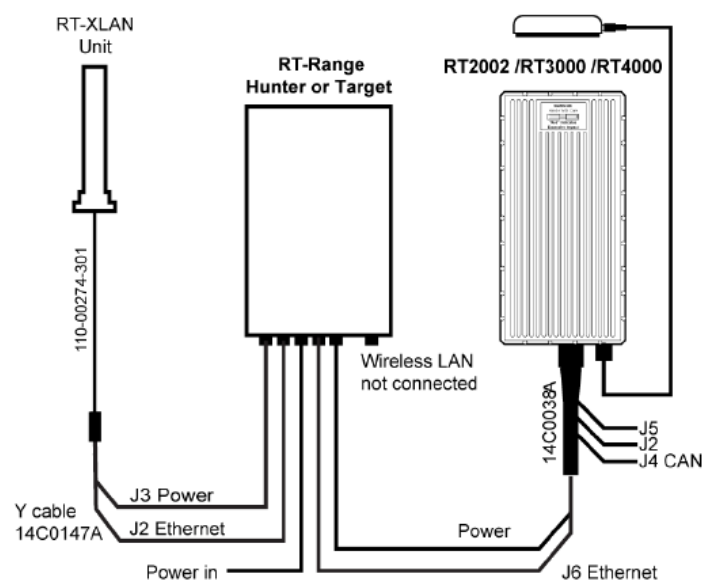 RT-XLAN
Unit
RT-Range
Hunter or Target
RT2002 /RT3000 /RT4000
110-00274-301
Wireless LAN
not connected
14C0038A
J5
J2
J4 CAN
J3 Power
Y cable
14C0147A
J2 Ethernet
Power
Power in
J6 Ethernet